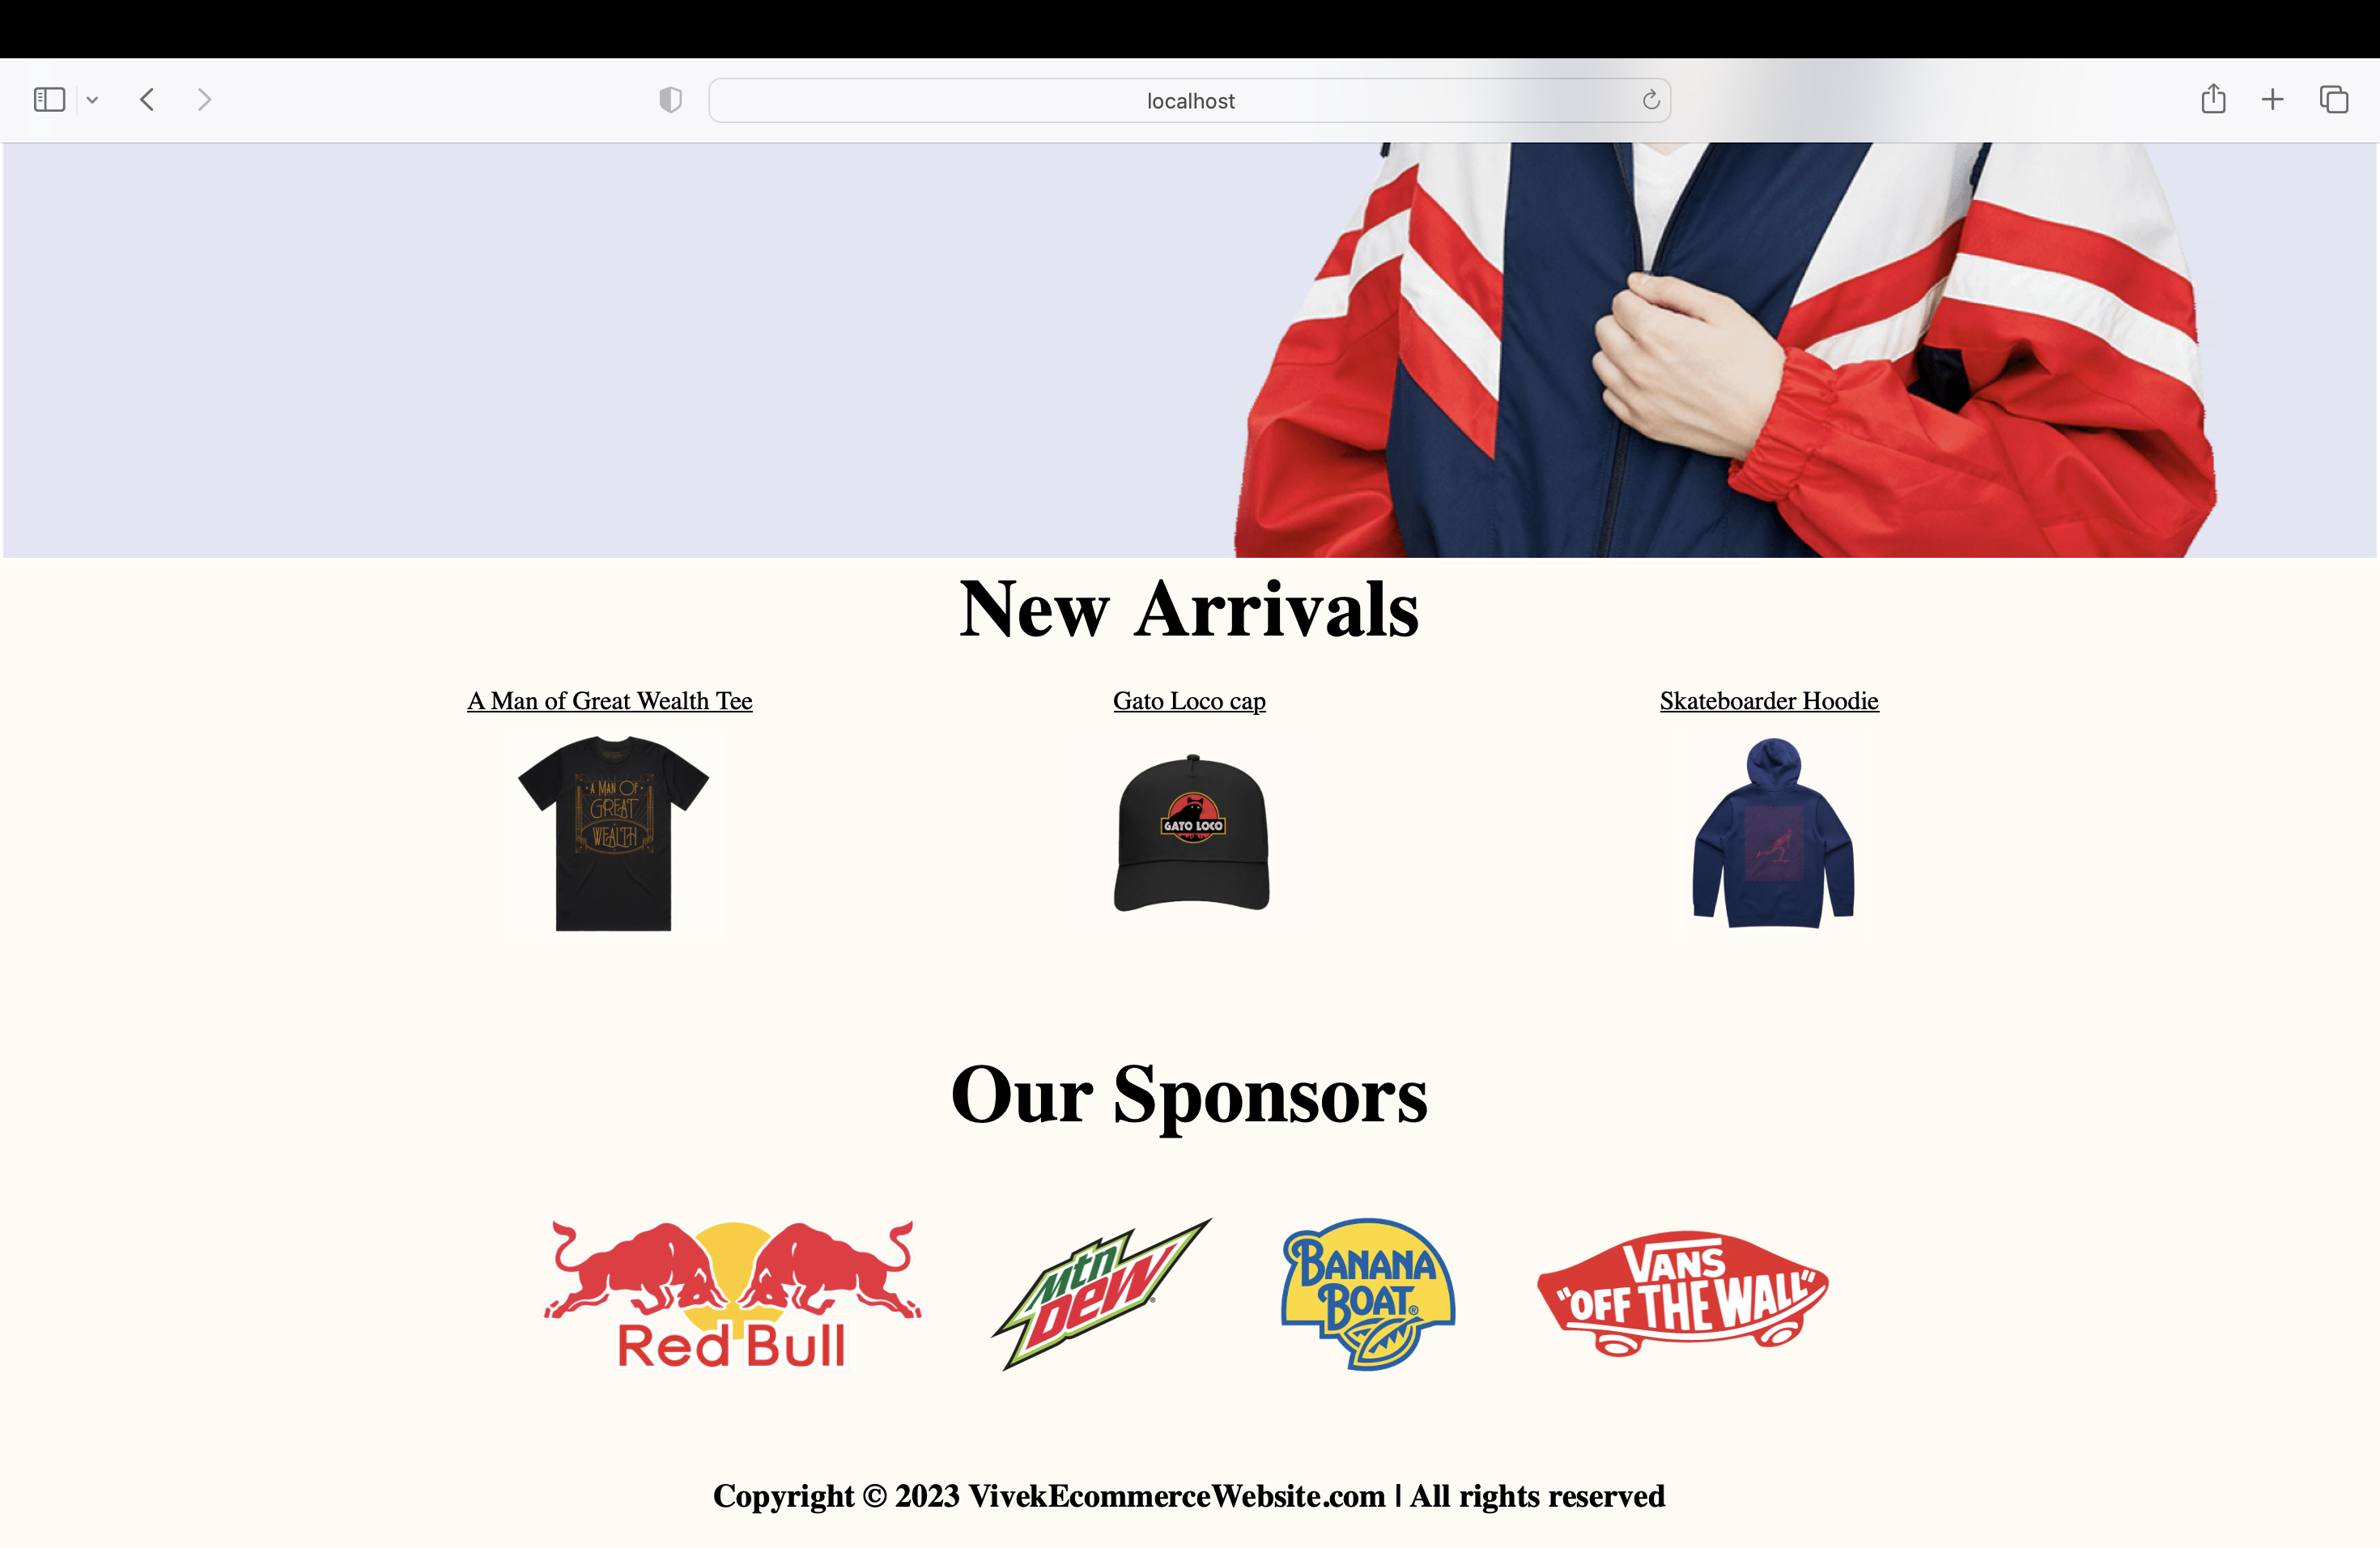 localhost
New Arrivals
A Man of Great Wealth Tee
Gato Loco cap
Skateboarder Hoodie
A MAN OF
GREAT
WEALTH
GATO LOCO
Our Sponsors
Red Bull
Mtn
Dew
BANANA
BOAT®
VANS
"OFF THE WALL"
Copyright © 2023 VivekEcommerceWebsite.com | All rights reserved